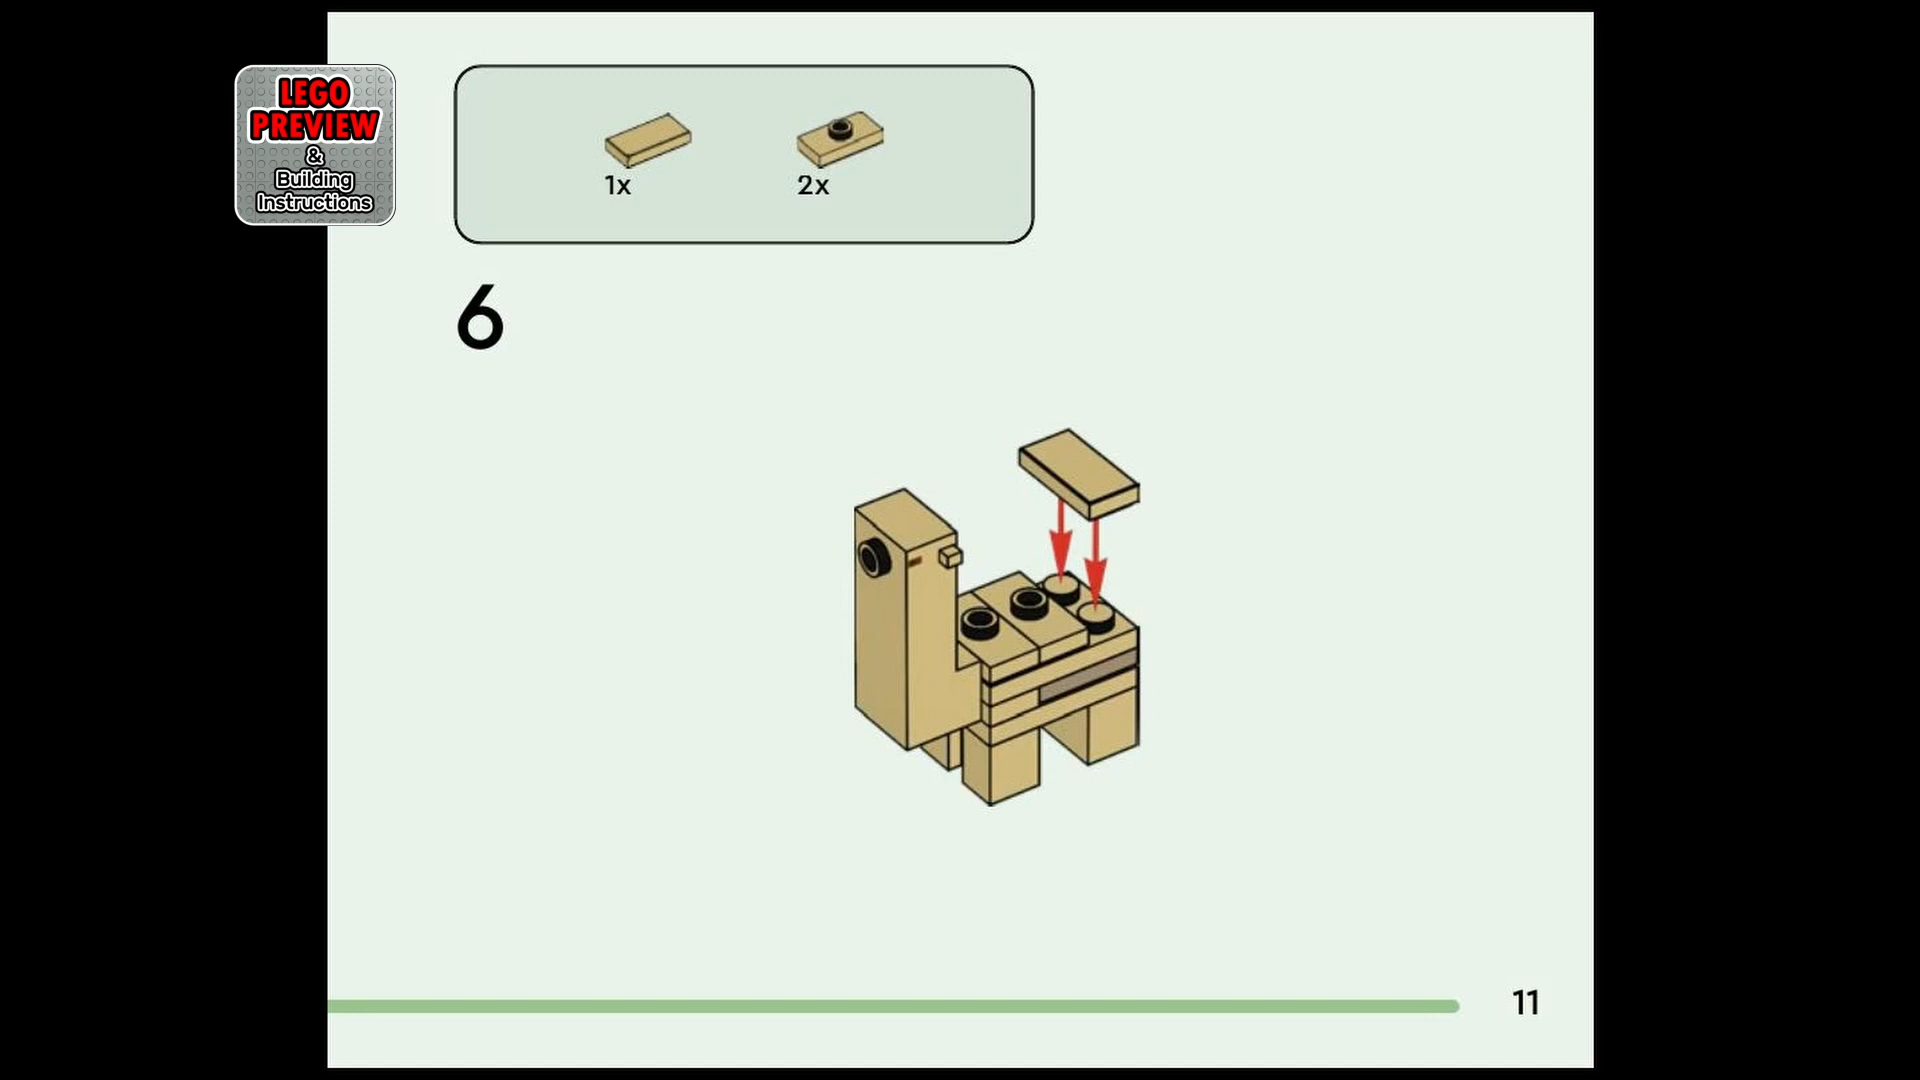 LEGO
PREVIEW
&
Building
Instructions
1x
2x
6
11